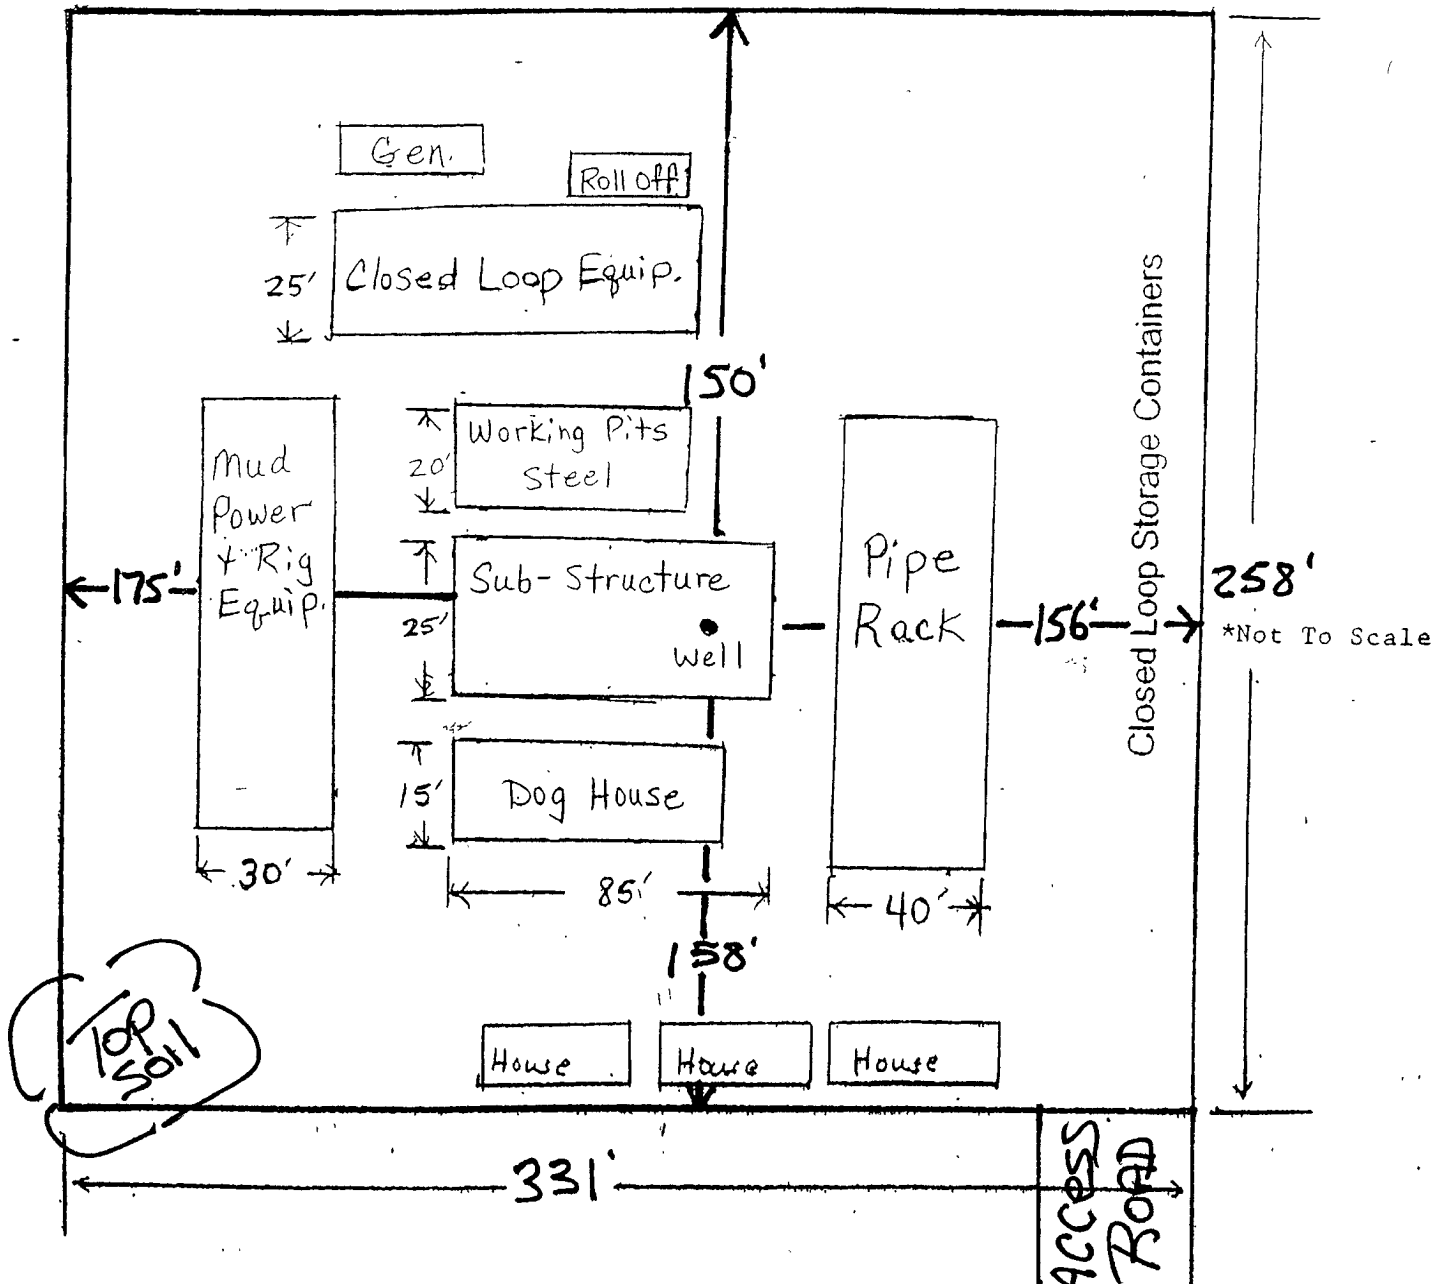 Gen.
Roll off
25'
Closed Loop Equip.
150'
Mud
Power
+ Rig
Equip.
20'
Working Pits
Steel
175'
25'
Sub-Structure
Well
Pipe
Rack
156'
Closed Loop Storage Containers
258'
*Not To Scale
15'
Dog House
30'
85'
40'
158'
Top
Soil
House
House
House
331'
ACCESS
ROAD